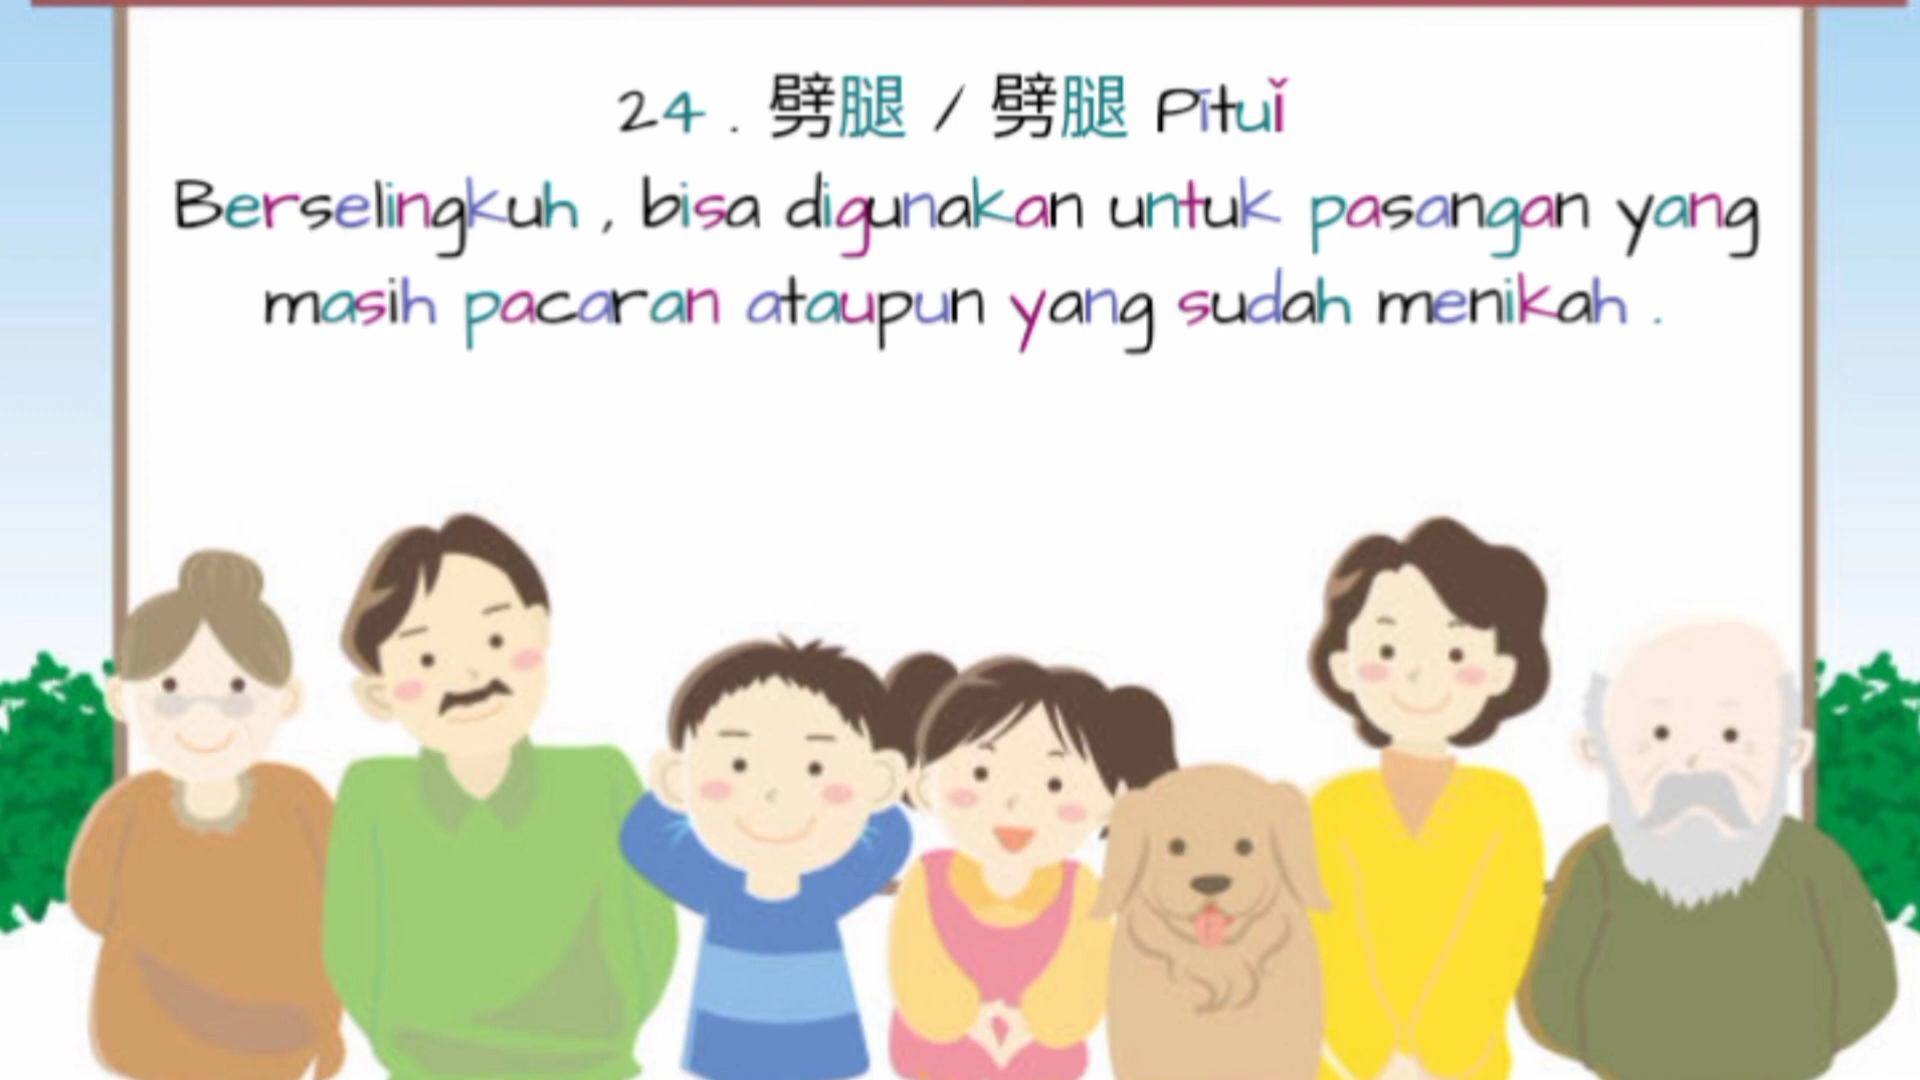 24 . 劈腿 / 劈腿 Pītuǐ
Berselingkuh , bisa digunakan untuk pasangan yang
masih pacaran ataupun yang sudah menikah .